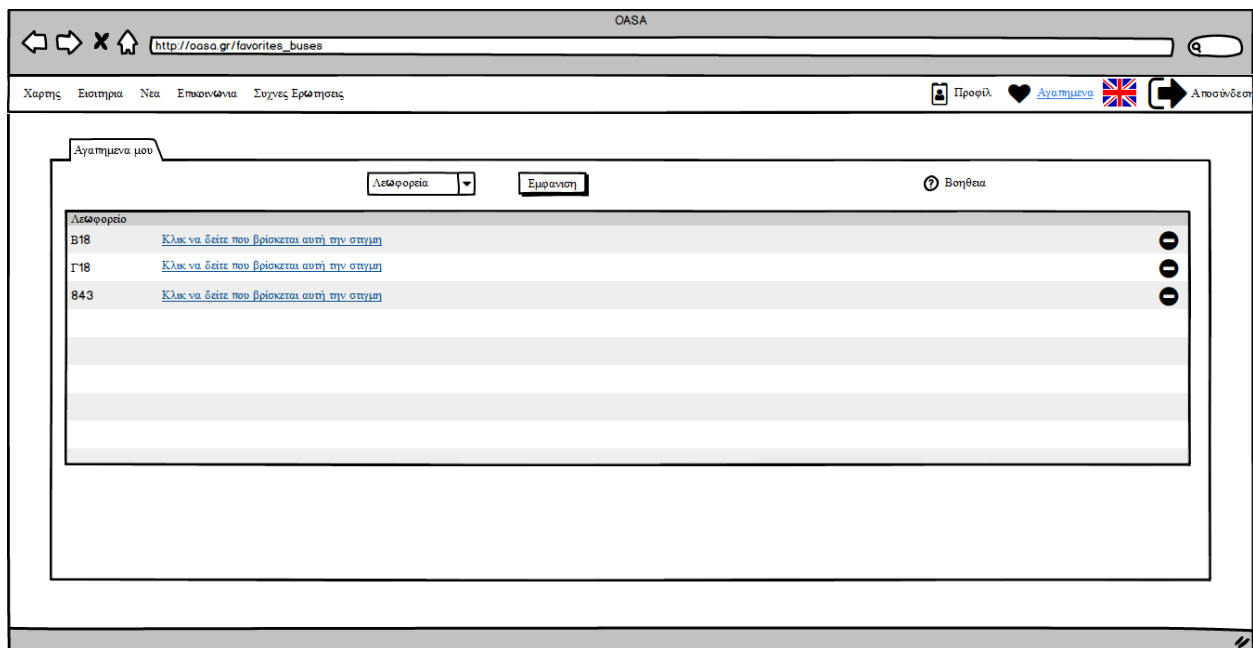 OASA
http://oasa.gr/favorites_buses
Χαρτης Εισιτηρια Νεα Επικοινωνια Συχνες Ερωτησεις Προφίλ Αγαπημενα Αποσύνδεση
Αγαπημενα μου
Λεωφορεία Εμφανιση Βοηθεια
Λεωφορείο
Β18 Κλικ να δείτε που βρίσκεται αυτή την στιγμη
Γ18 Κλικ να δείτε που βρίσκεται αυτή την στιγμη
843 Κλικ να δείτε που βρίσκεται αυτή την στιγμη